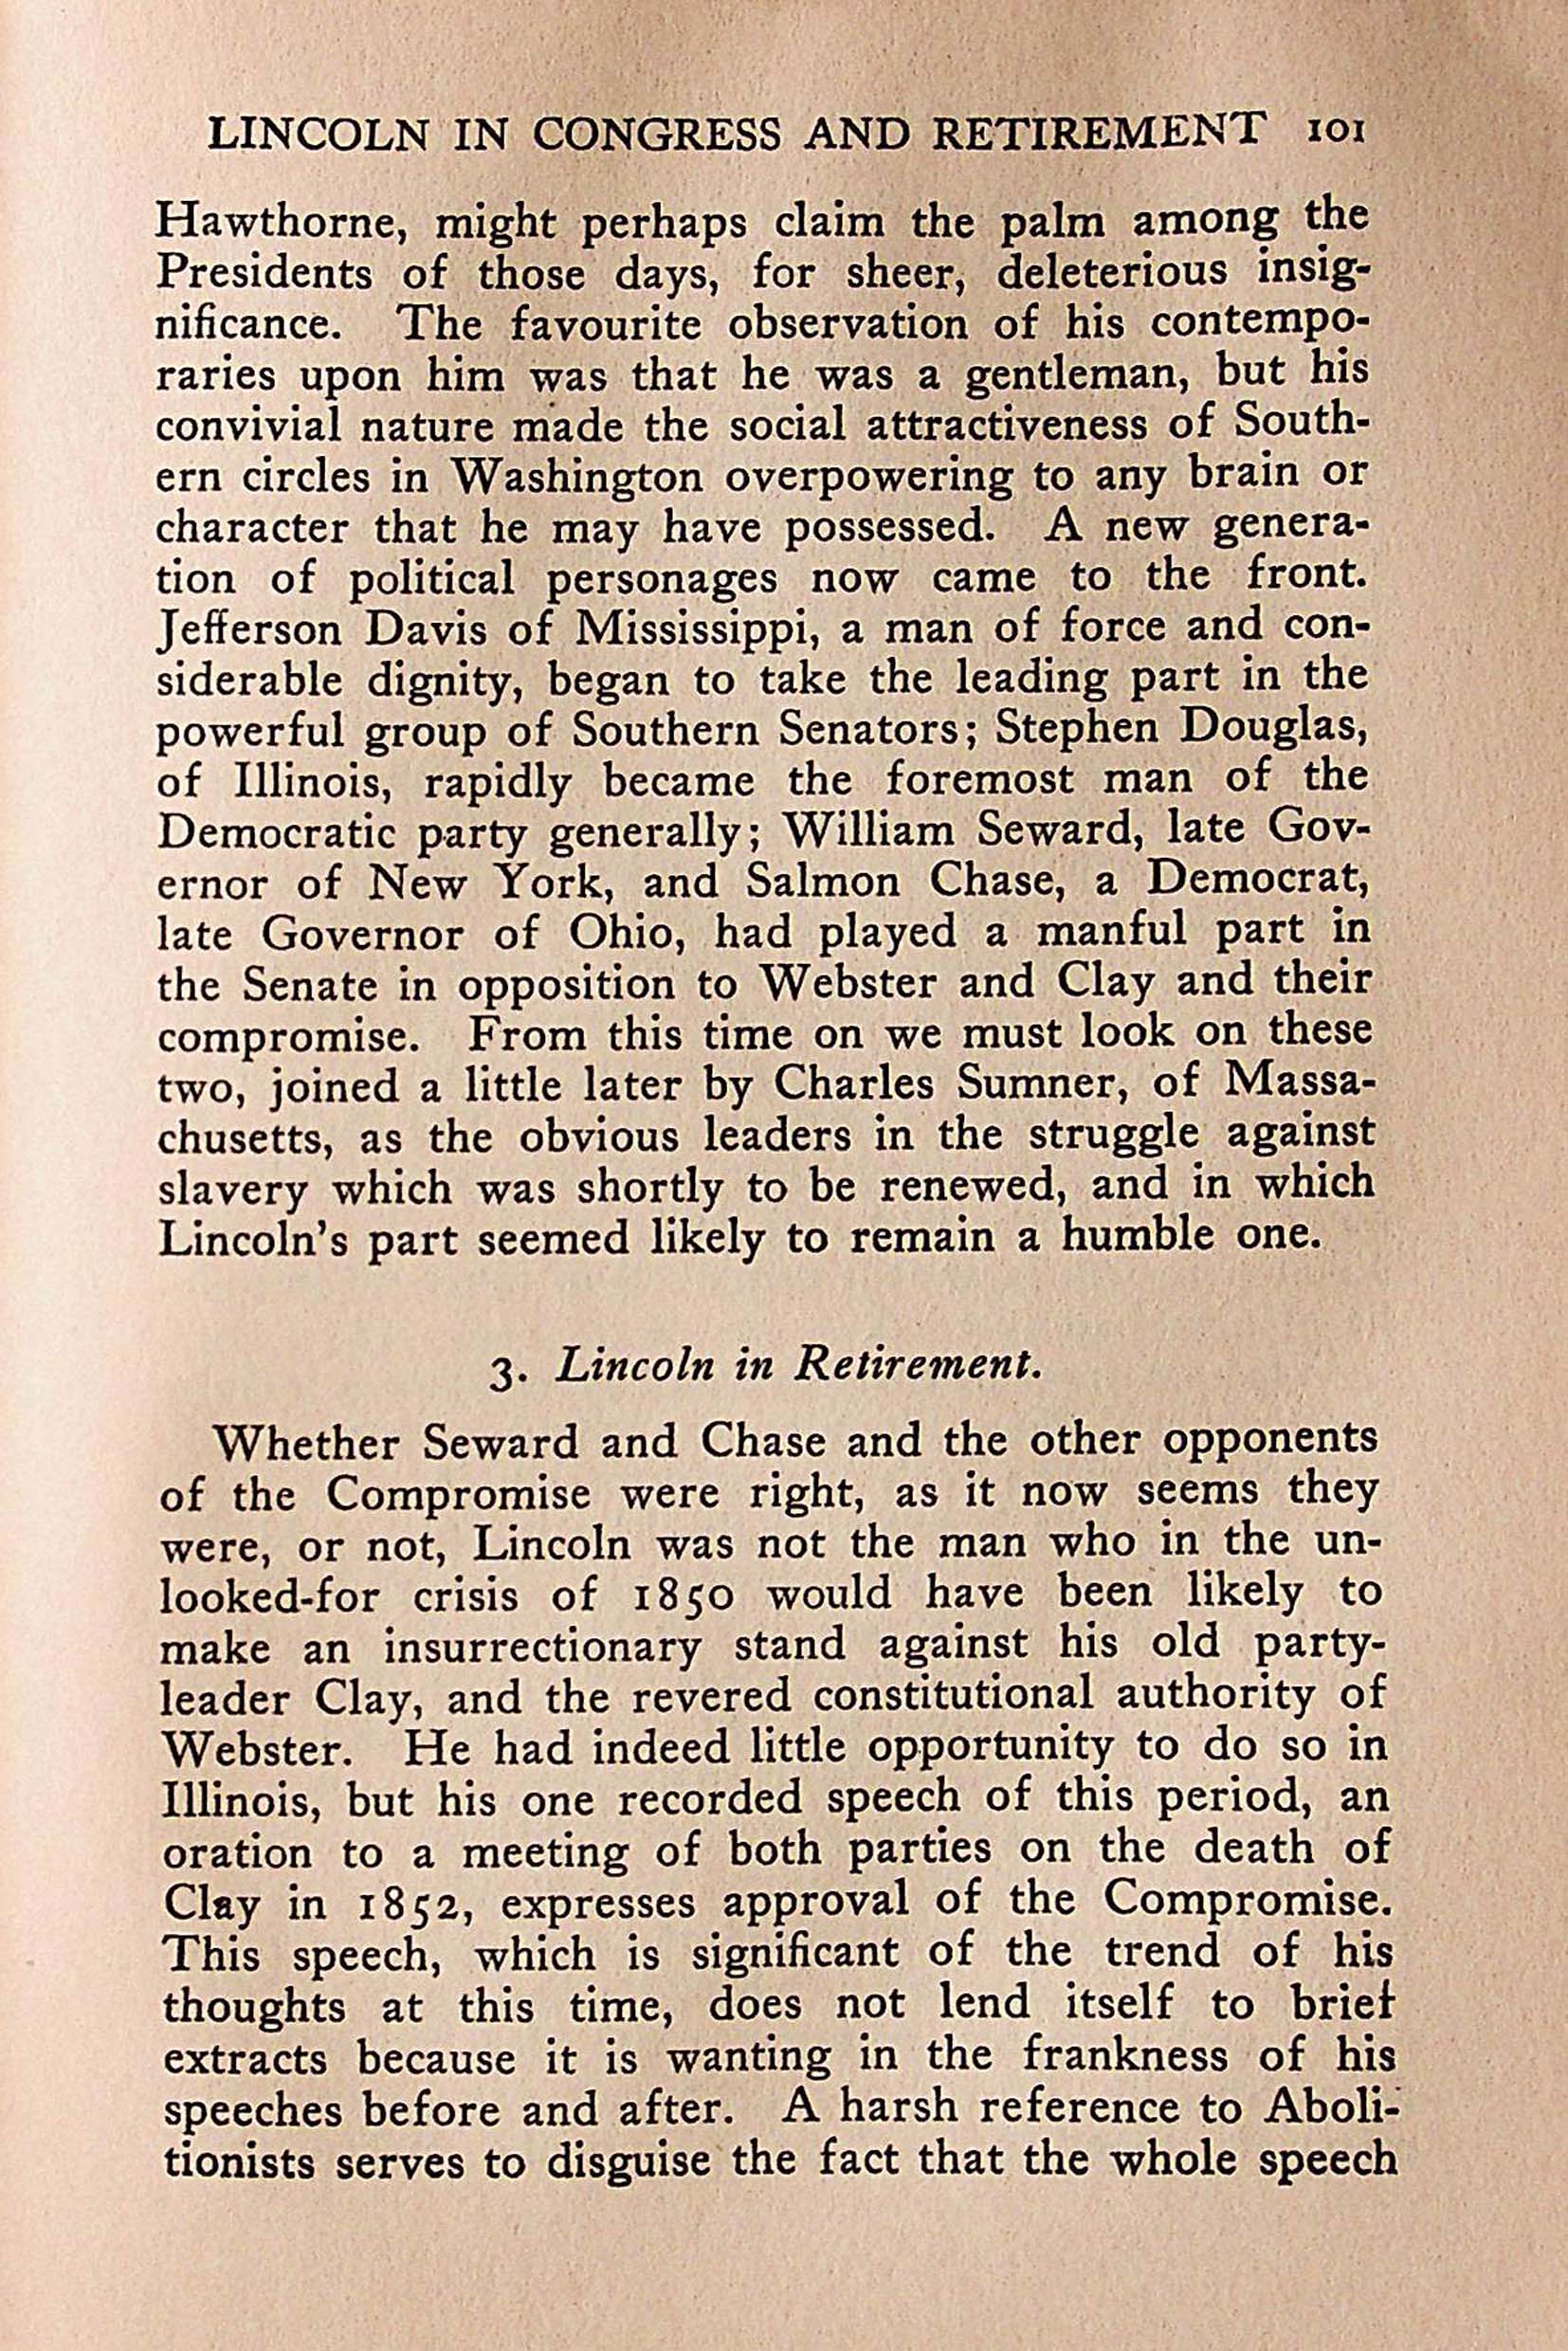 LINCOLN IN CONGRESS AND RETIREMENT 101
Hawthorne, might perhaps claim the palm among the
Presidents of those days, for sheer, deleterious insig-
nificance. The favourite observation of his contempo-
raries upon him was that he was a gentleman, but his
convivial nature made the social attractiveness of South-
ern circles in Washington overpowering to any brain or
character that he may have possessed. A new genera-
tion of political personages now came to the front.
Jefferson Davis of Mississippi, a man of force and con-
siderable dignity, began to take the leading part in the
powerful group of Southern Senators; Stephen Douglas,
of Illinois, rapidly became the foremost man of the
Democratic party generally; William Seward, late Gov-
ernor of New York, and Salmon Chase, a Democrat,
late Governor of Ohio, had played a manful part in
the Senate in opposition to Webster and Clay and their
compromise. From this time on we must look on these
two, joined a little later by Charles Sumner, of Massa-
chusetts, as the obvious leaders in the struggle against
slavery which was shortly to be renewed, and in which
Lincoln's part seemed likely to remain a humble one.
3. Lincoln in Retirement.
Whether Seward and Chase and the other opponents
of the Compromise were right, as it now seems they
were, or not, Lincoln was not the man who in the un-
looked-for crisis of 1850 would have been likely to
make an insurrectionary stand against his old party-
leader Clay, and the revered constitutional authority of
Webster. He had indeed little opportunity to do so in
Illinois, but his one recorded speech of this period, an
oration to a meeting of both parties on the death of
Clay in 1852, expresses approval of the Compromise.
This speech, which is significant of the trend of his
thoughts at this time, does not lend itself to brief
extracts because it is wanting in the frankness of his
speeches before and after. A harsh reference to Aboli-
tionists serves to disguise the fact that the whole speech